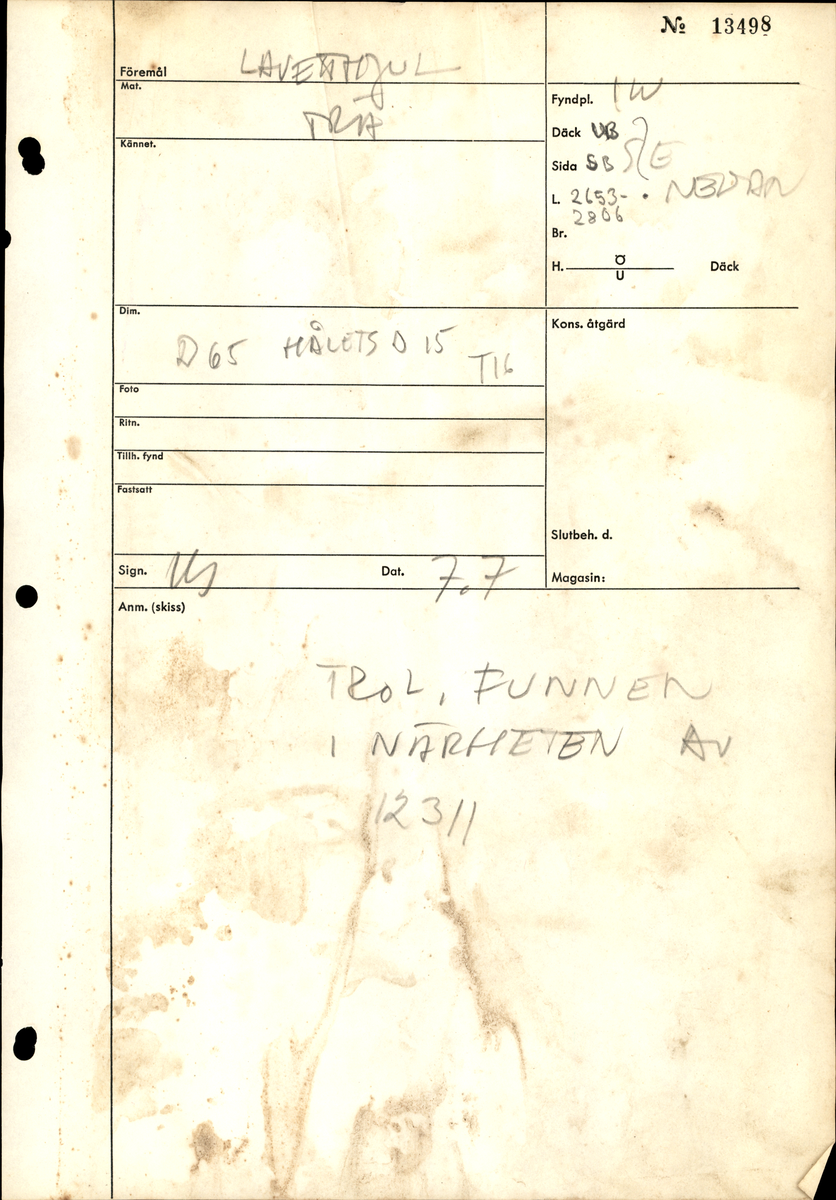 № 13498
Föremål LAVETTHJUL
Mat. TRÄ
Kännet.
Fyndpl. IW
Däck UB
Sida SB S/E
L. 2653- • NEDAN
2806
Br.
H. Ö Däck
U
Dim.
D 65 HÅLETS D 15 T16
Kons. åtgärd
Foto
Ritn.
Tillh. fynd
Fastsatt
Slutbeh. d.
Sign. Dat. 7.7
Magasin:
Anm. (skiss)
TROL. FUNNEN
I NÄRHETEN AV
12311